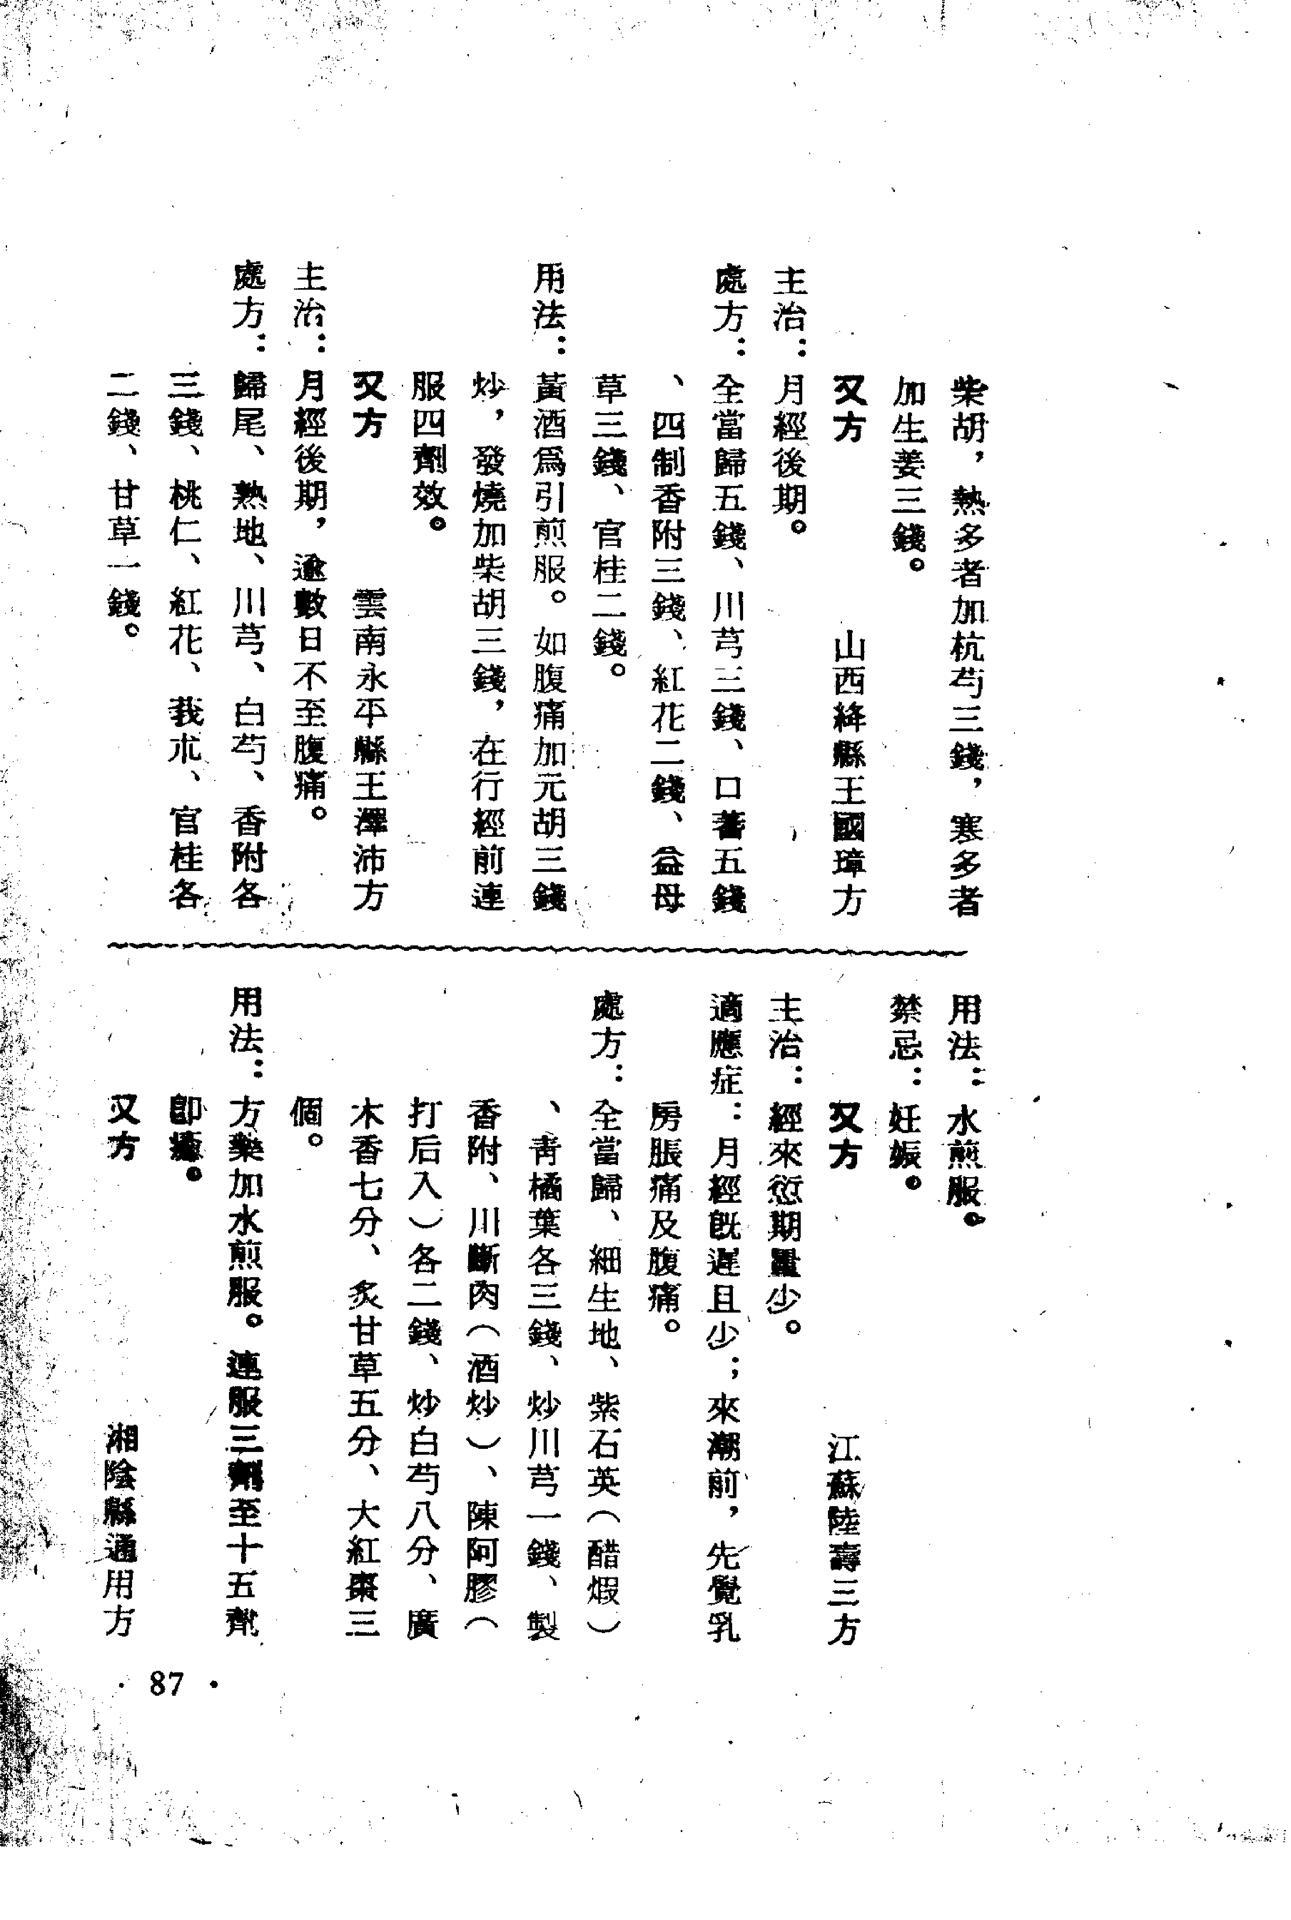 柴胡，熱多者加杭芍三錢，寒多者
加生姜三錢。
又方　山西絳縣王國璋方
主治：月經後期。
處方：全當歸五錢、川芎三錢、口蓍五錢
、四制香附三錢、紅花二錢、益母
草三錢、官桂二錢。
用法：黃酒爲引煎服。如腹痛加元胡三錢
炒，發燒加柴胡三錢，在行經前連
服四劑效。
又方　雲南永平縣王澤沛方
主治：月經後期，逾數日不至腹痛。
處方：歸尾、熟地、川芎、白芍、香附各
三錢、桃仁、紅花、莪朮、官桂各
二錢、甘草一錢。
用法：水煎服。
禁忌：妊娠。
又方　江蘇陸壽三方
主治：經來愆期量少。
適應症：月經旣遲且少；來潮前，先覺乳
房脹痛及腹痛。
處方：全當歸、細生地、紫石英（醋煅）
、靑橘葉各三錢、炒川芎一錢、製
香附、川斷肉（酒炒）、陳阿膠（
打后入）各二錢、炒白芍八分、廣
木香七分、炙甘草五分、大紅棗三
個。
用法：方藥加水煎服。連服三劑至十五劑
卽癒。
又方　湘陰縣通用方
· 87 ·